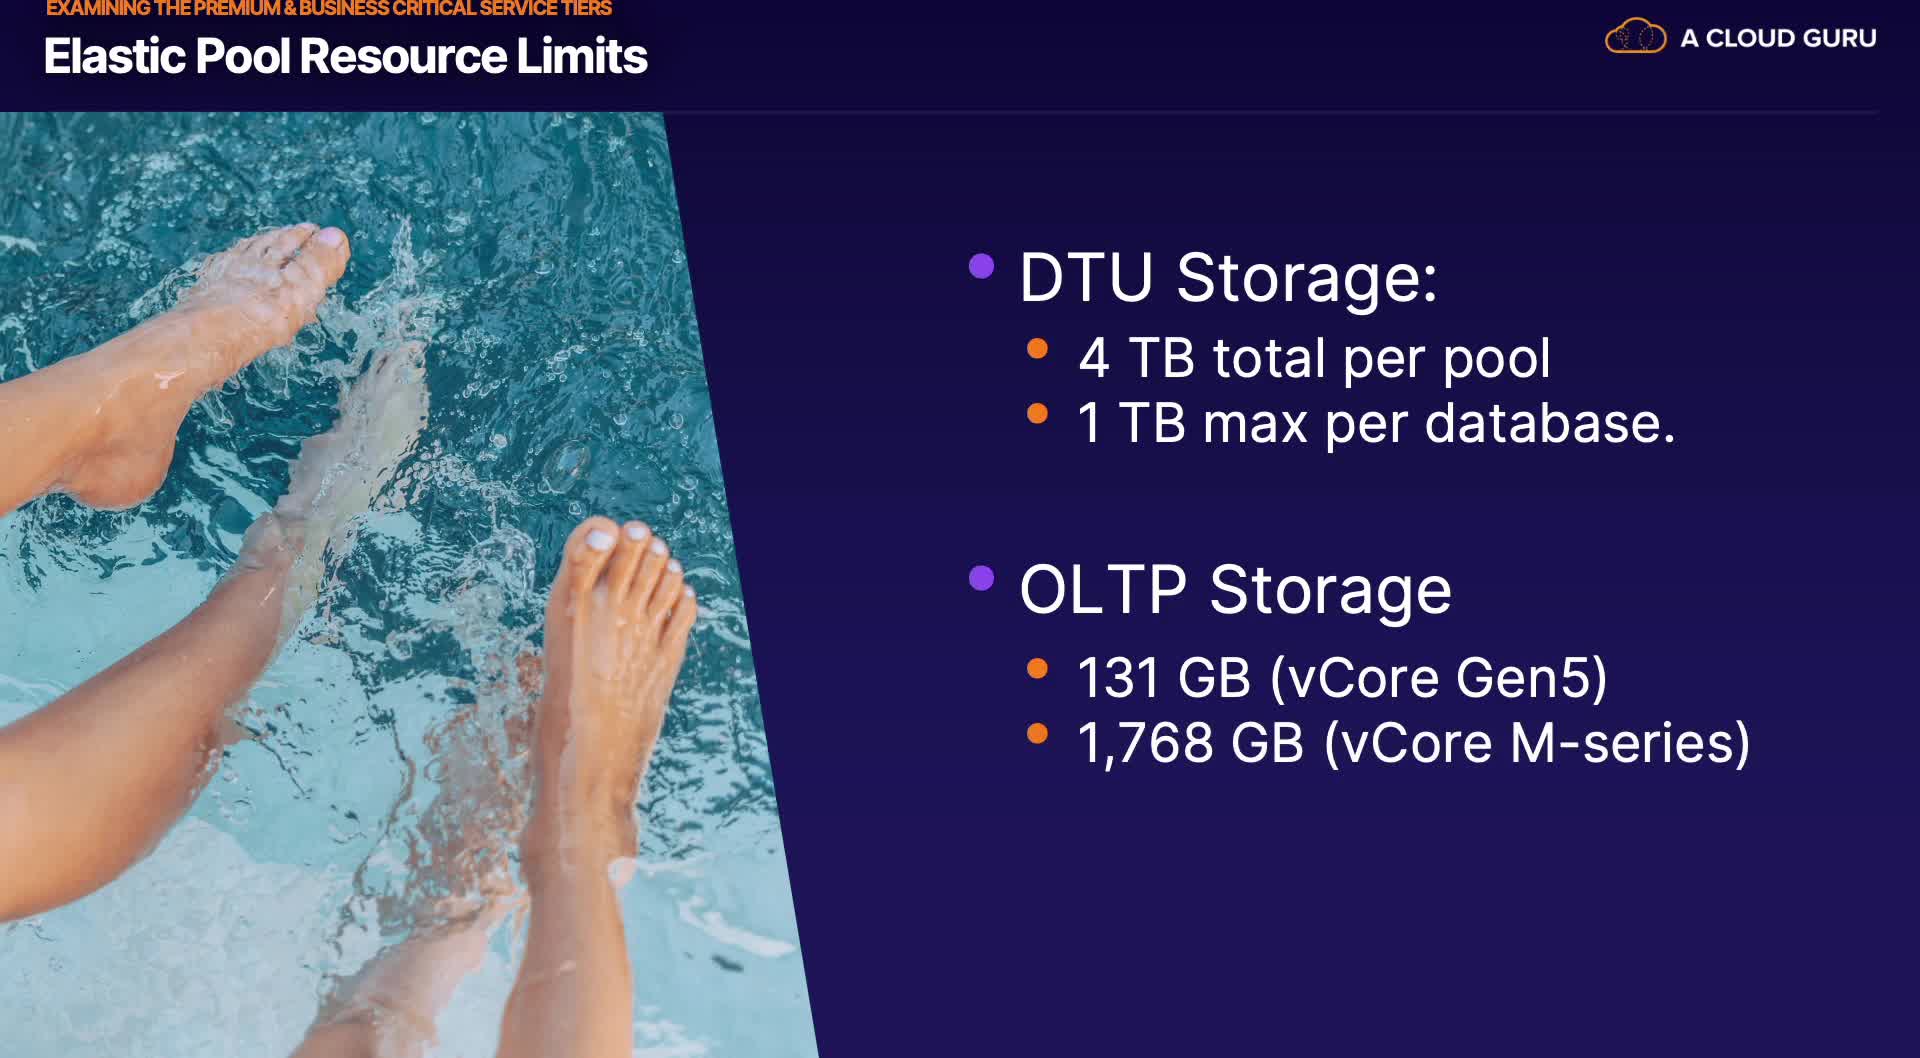 EXAMINING THE PREMIUM & BUSINESS CRITICAL SERVICE TIERS
Elastic Pool Resource Limits
A CLOUD GURU
DTU Storage:
4 TB total per pool
1 TB max per database.
OLTP Storage
131 GB (vCore Gen5)
1,768 GB (vCore M-series)